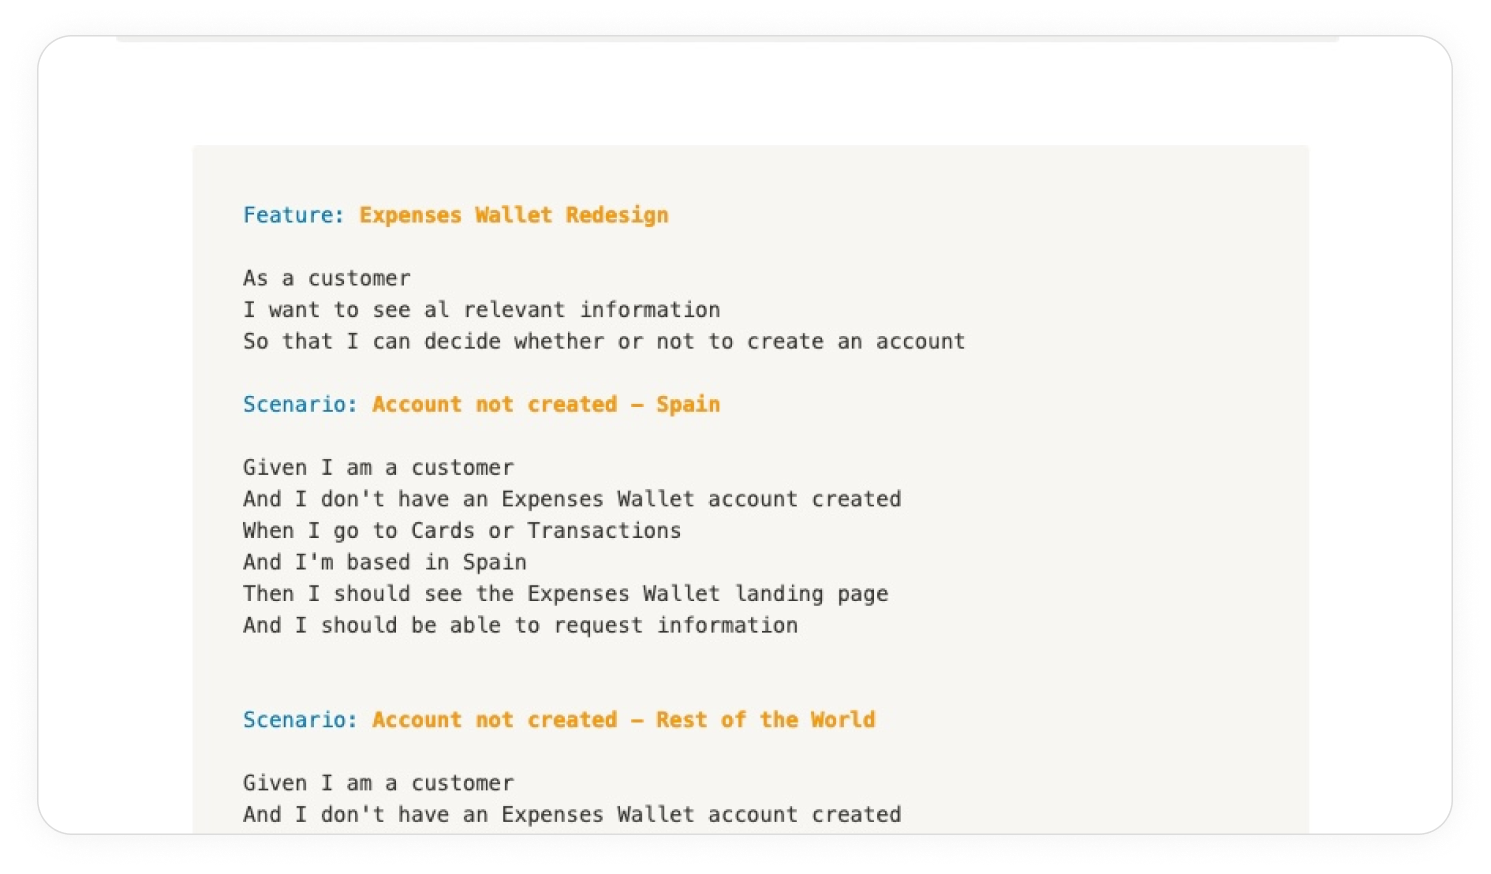 Feature: Expenses Wallet Redesign
As a customer
I want to see al relevant information
So that I can decide whether or not to create an account
Scenario: Account not created – Spain
Given I am a customer
And I don't have an Expenses Wallet account created
When I go to Cards or Transactions
And I'm based in Spain
Then I should see the Expenses Wallet landing page
And I should be able to request information
Scenario: Account not created – Rest of the World
Given I am a customer
And I don't have an Expenses Wallet account created